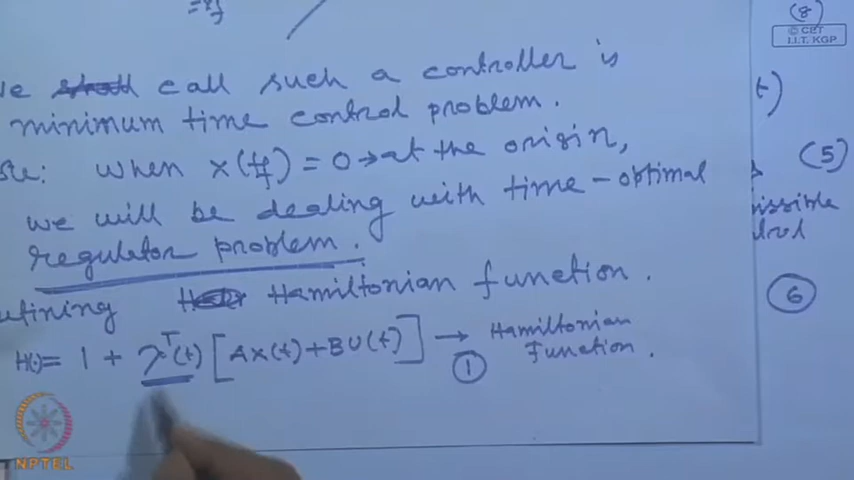 call such a controller is
minimum time control problem.
when x(tf) = 0 → at the origin,
we will be dealing with time-optimal
regulator problem.
Hamiltonian function.
H(·) = 1 + λᵀ(t) [Ax(t) + BU(t)] → Hamiltonian
① Function.
(8)
© CET
I.I.T. KGP
t)
(5)
⑥
NPTEL